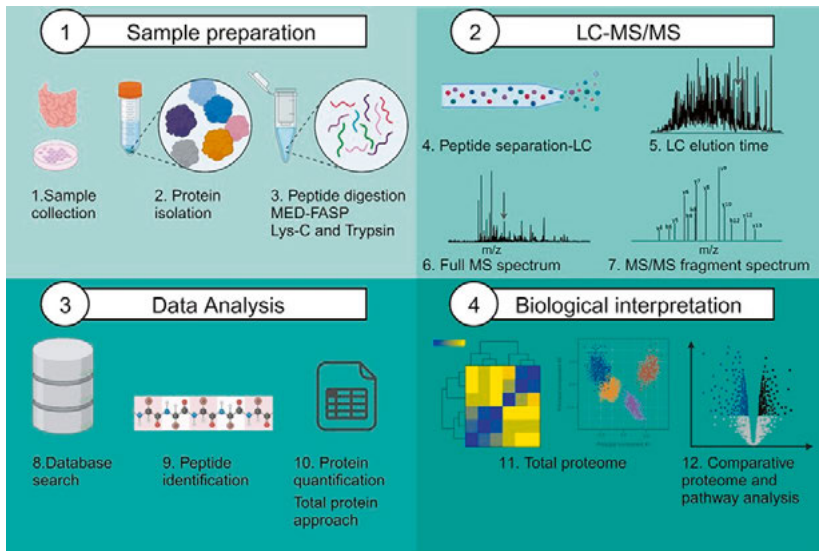 1
Sample preparation
1.Sample
collection
2. Protein
isolation
3. Peptide digestion
MED-FASP
Lys-C and Trypsin
2
LC-MS/MS
4. Peptide separation-LC
5. LC elution time
m/z
6. Full MS spectrum
m/z
7. MS/MS fragment spectrum
3
Data Analysis
8.Database
search
9. Peptide
identification
10. Protein
quantification
Total protein
approach
4
Biological interpretation
11. Total proteome
12. Comparative
proteome and
pathway analysis